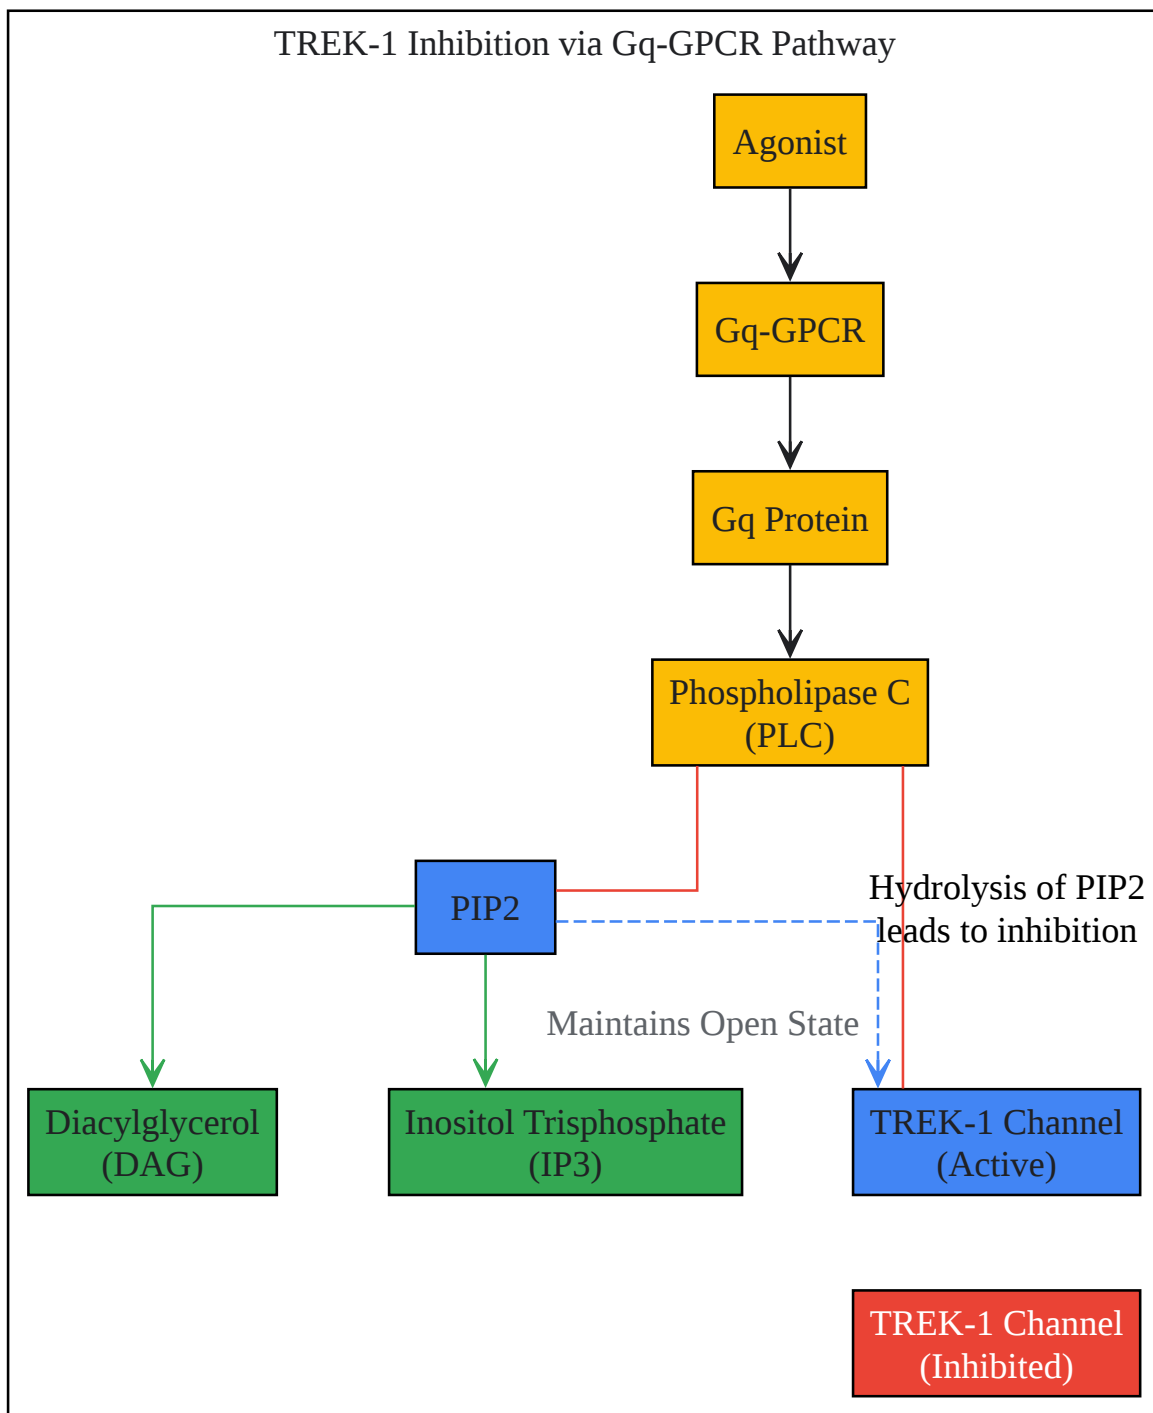 TREK-1 Inhibition via Gq-GPCR Pathway
Agonist
Gq-GPCR
Gq Protein
Phospholipase C
(PLC)
PIP2
Hydrolysis of PIP2
leads to inhibition
Maintains Open State
Diacylglycerol
(DAG)
Inositol Trisphosphate
(IP3)
TREK-1 Channel
(Active)
TREK-1 Channel
(Inhibited)